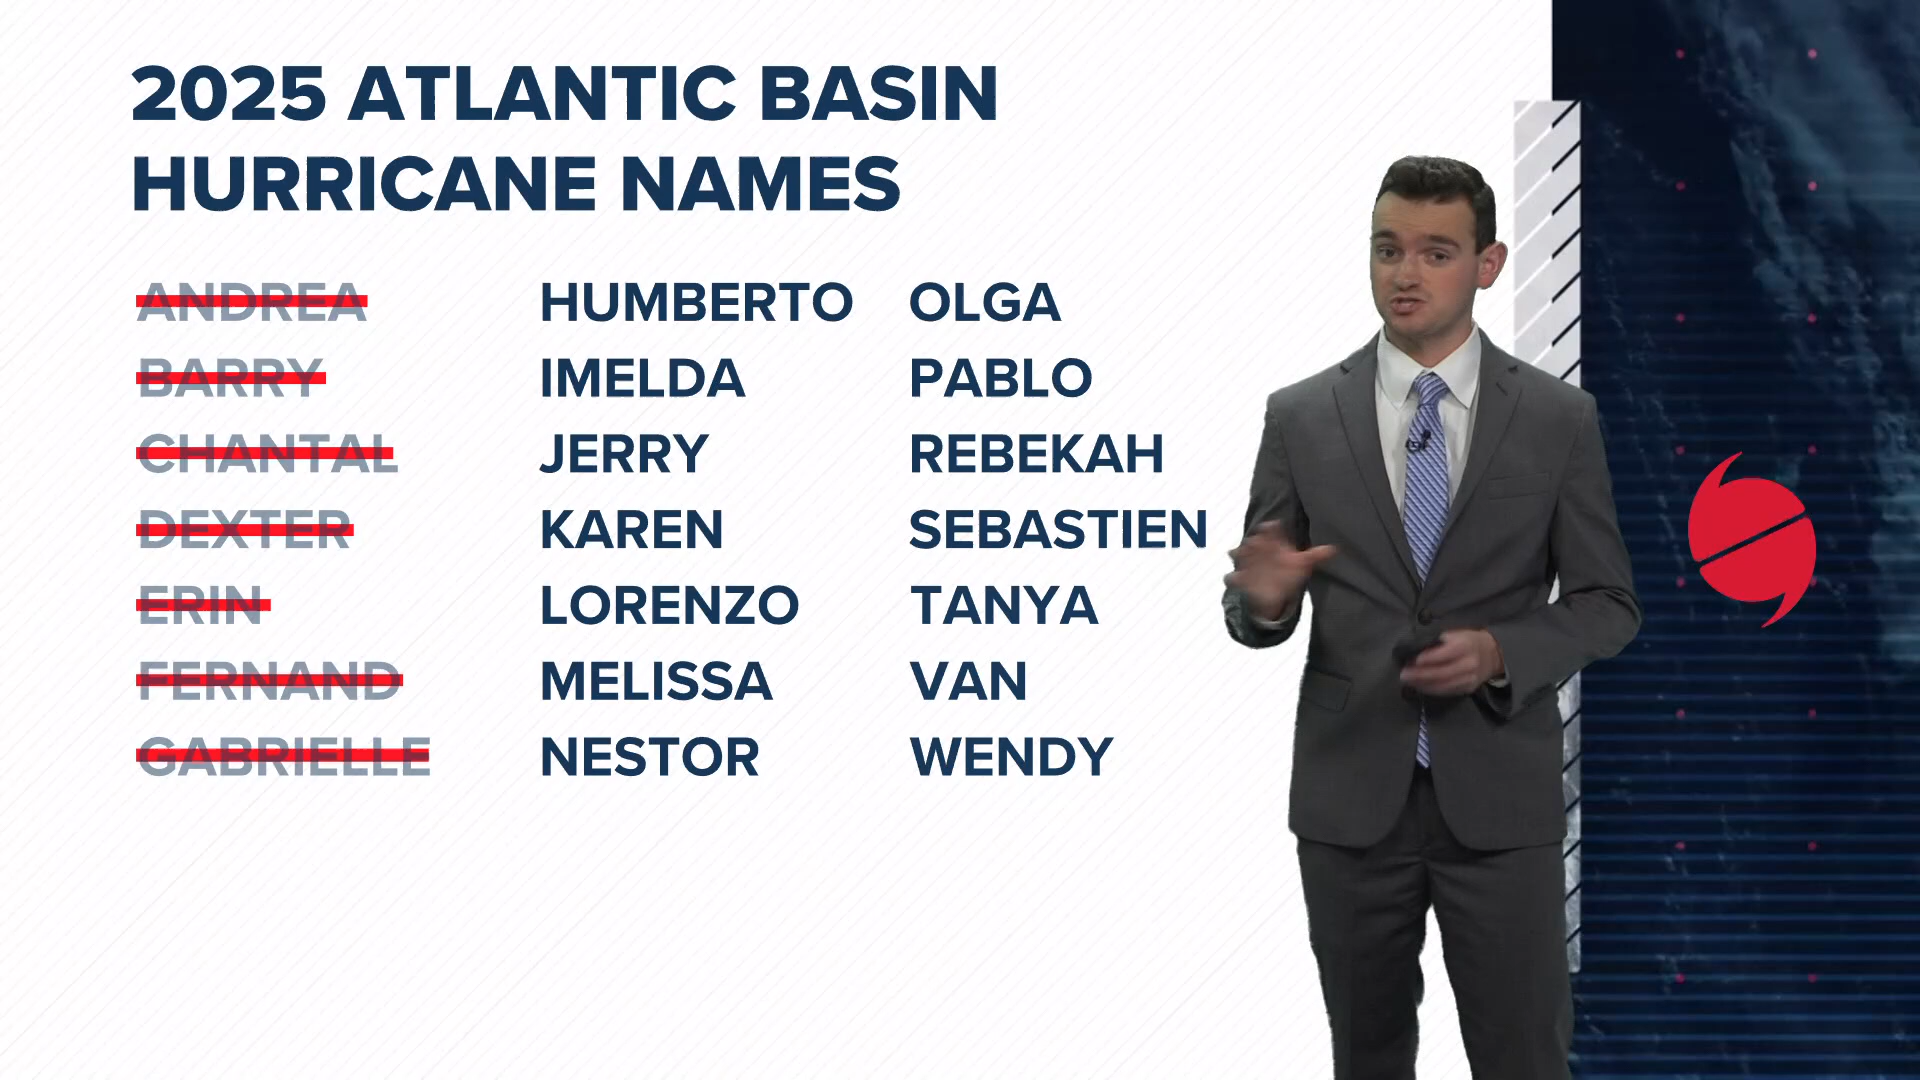 2025 ATLANTIC BASIN
HURRICANE NAMES
ANDREA
BARRY
CHANTAL
DEXTER
ERIN
FERNAND
GABRIELLE
HUMBERTO
IMELDA
JERRY
KAREN
LORENZO
MELISSA
NESTOR
OLGA
PABLO
REBEKAH
SEBASTIEN
TANYA
VAN
WENDY